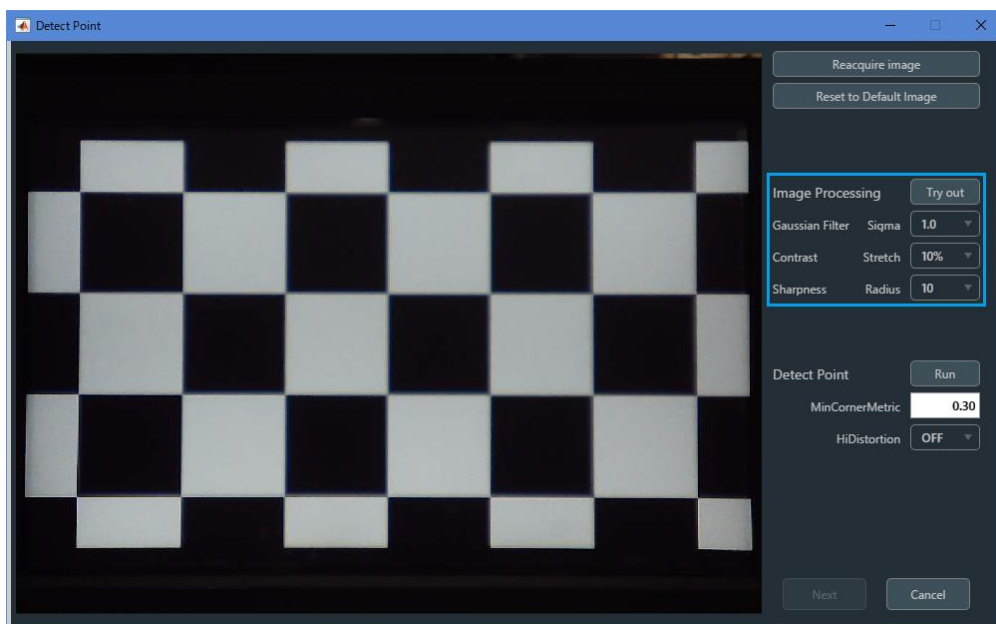 Detect Point
Reacquire image
Reset to Default Image
Image Processing Try out
Gaussian Filter Sigma 1.0
Contrast Stretch 10%
Sharpness Radius 10
Detect Point Run
MinCornerMetric 0.30
HiDistortion OFF
Next Cancel